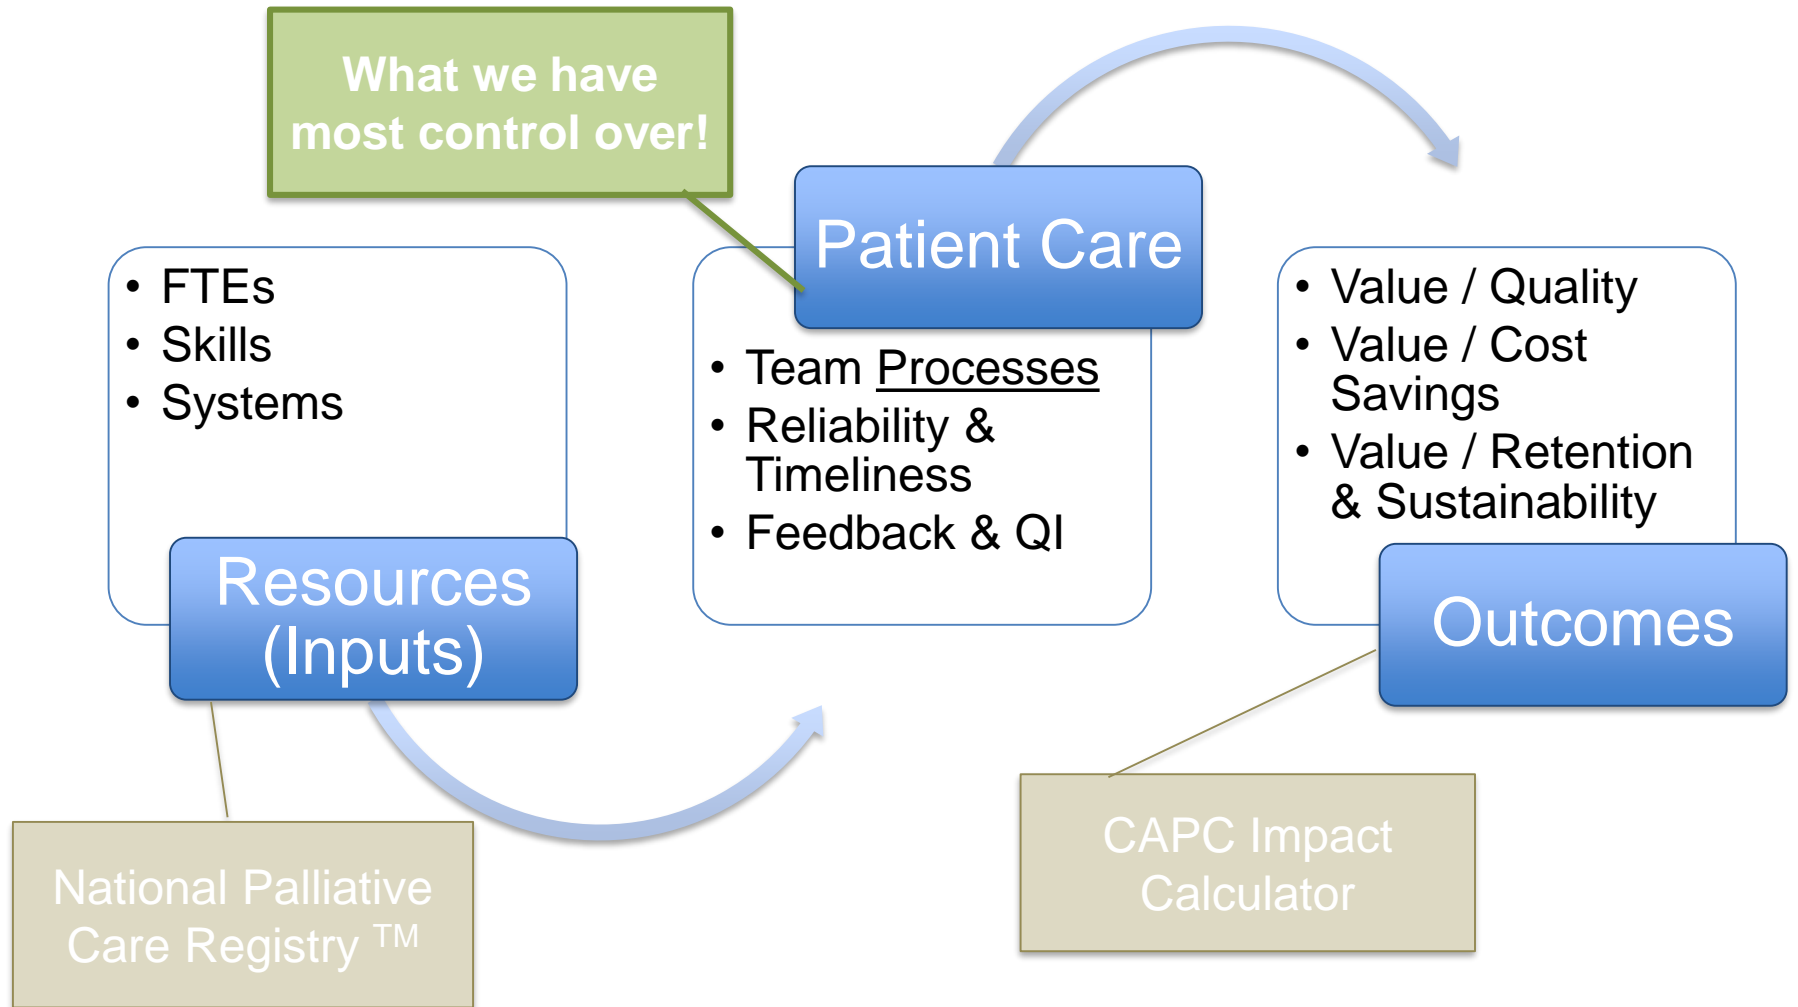 What we have
most control over!
• FTEs
• Skills
• Systems
Resources
(Inputs)
Patient Care
• Team Processes
• Reliability &
Timeliness
• Feedback & QI
• Value / Quality
• Value / Cost
Savings
• Value / Retention
& Sustainability
Outcomes
National Palliative
Care Registry TM
CAPC Impact
Calculator